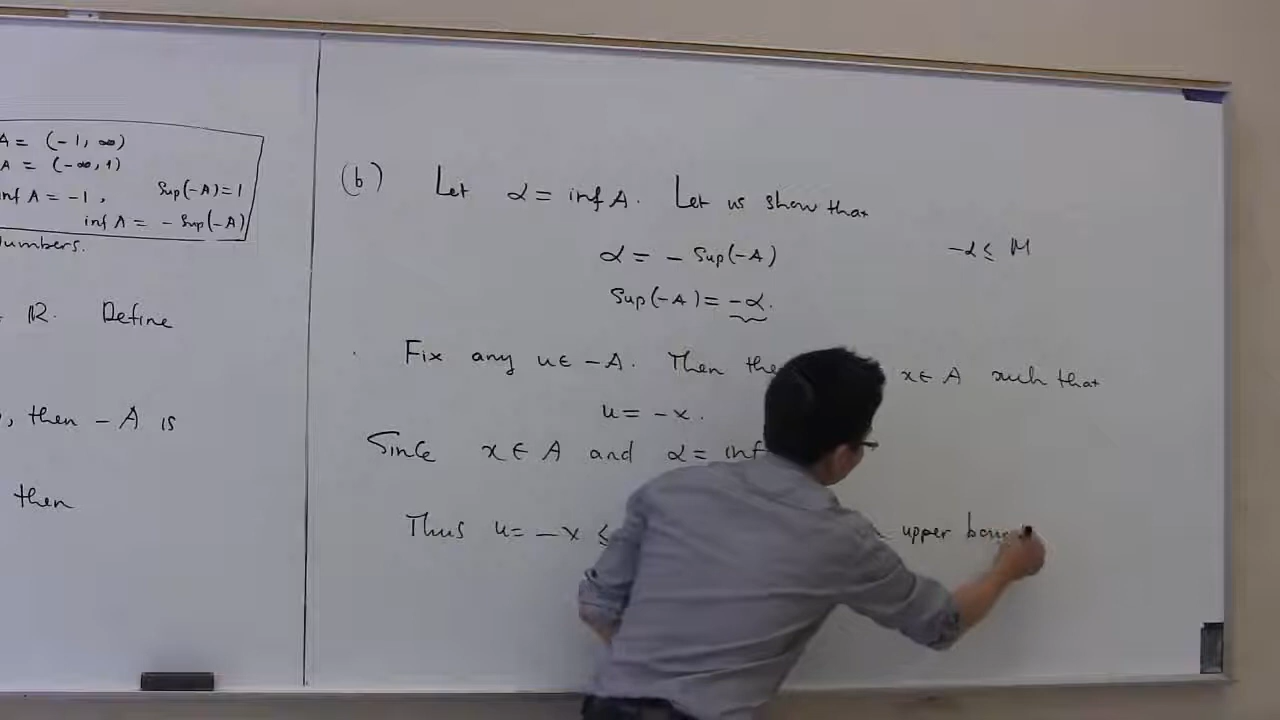 A = (-1, ∞)
A = (-∞, 1)
inf A = -1, Sup(-A)=1
inf A = - Sup(-A)
numbers.
R. Define
, then -A is
then
(b) Let α = inf A. Let us show that
α = - Sup(-A)
-α ≤ M
Sup(-A) = -α.
Fix any u ∈ -A. Then x ∈ A such that
u = -x.
Since x ∈ A and α = inf
Thus u = -x ≤ upper